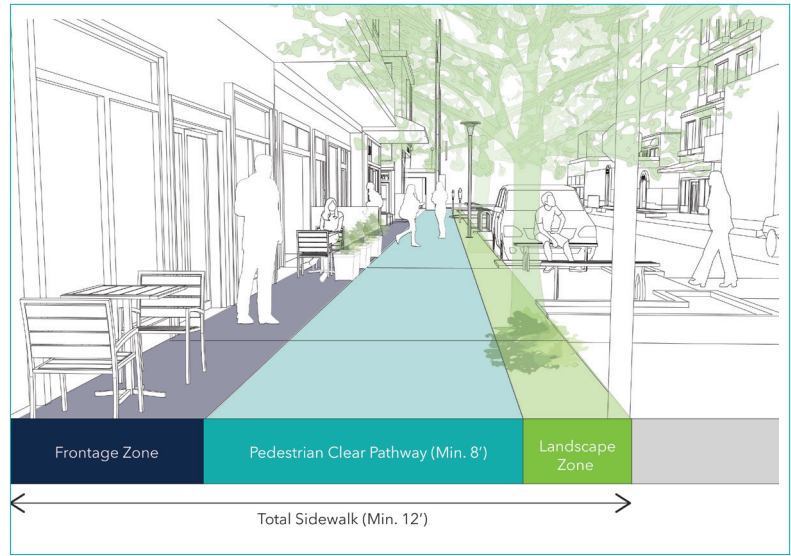 Frontage Zone
Pedestrian Clear Pathway (Min. 8’)
Landscape
Zone
Total Sidewalk (Min. 12’)